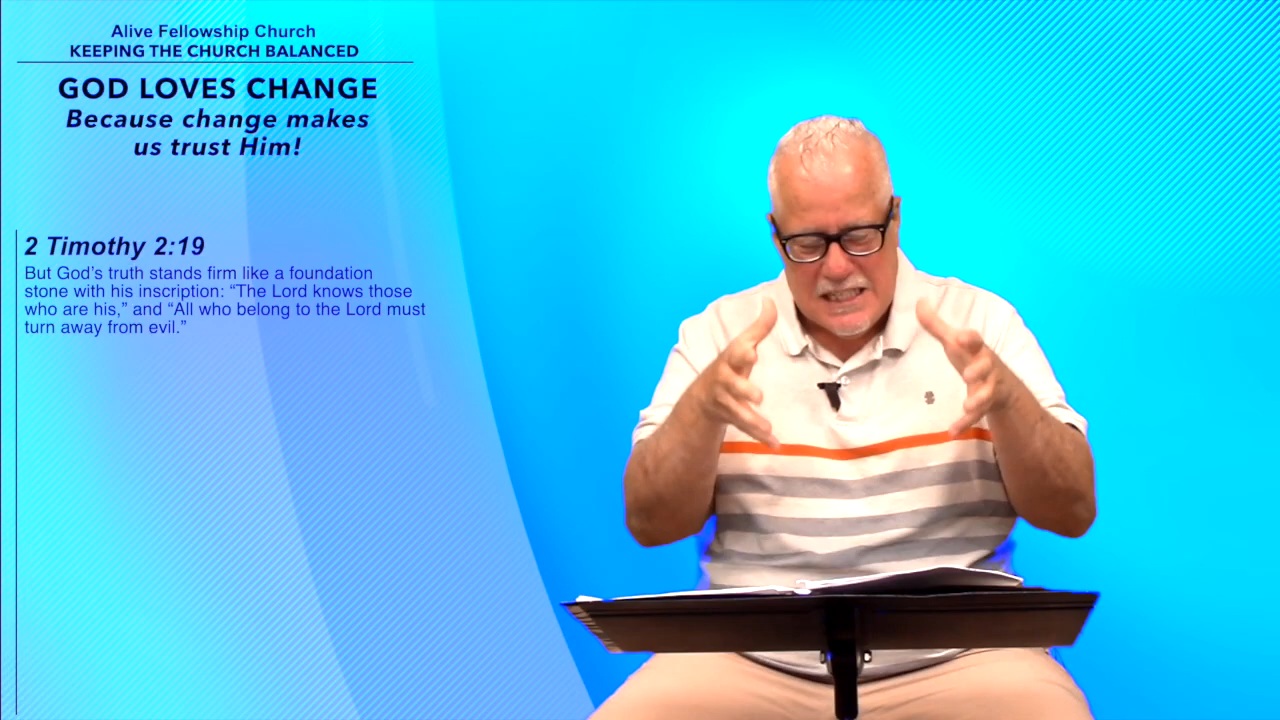 Alive Fellowship Church
KEEPING THE CHURCH BALANCED
GOD LOVES CHANGE
Because change makes
us trust Him!
2 Timothy 2:19
But God’s truth stands firm like a foundation
stone with his inscription: “The Lord knows those
who are his,” and “All who belong to the Lord must
turn away from evil.”